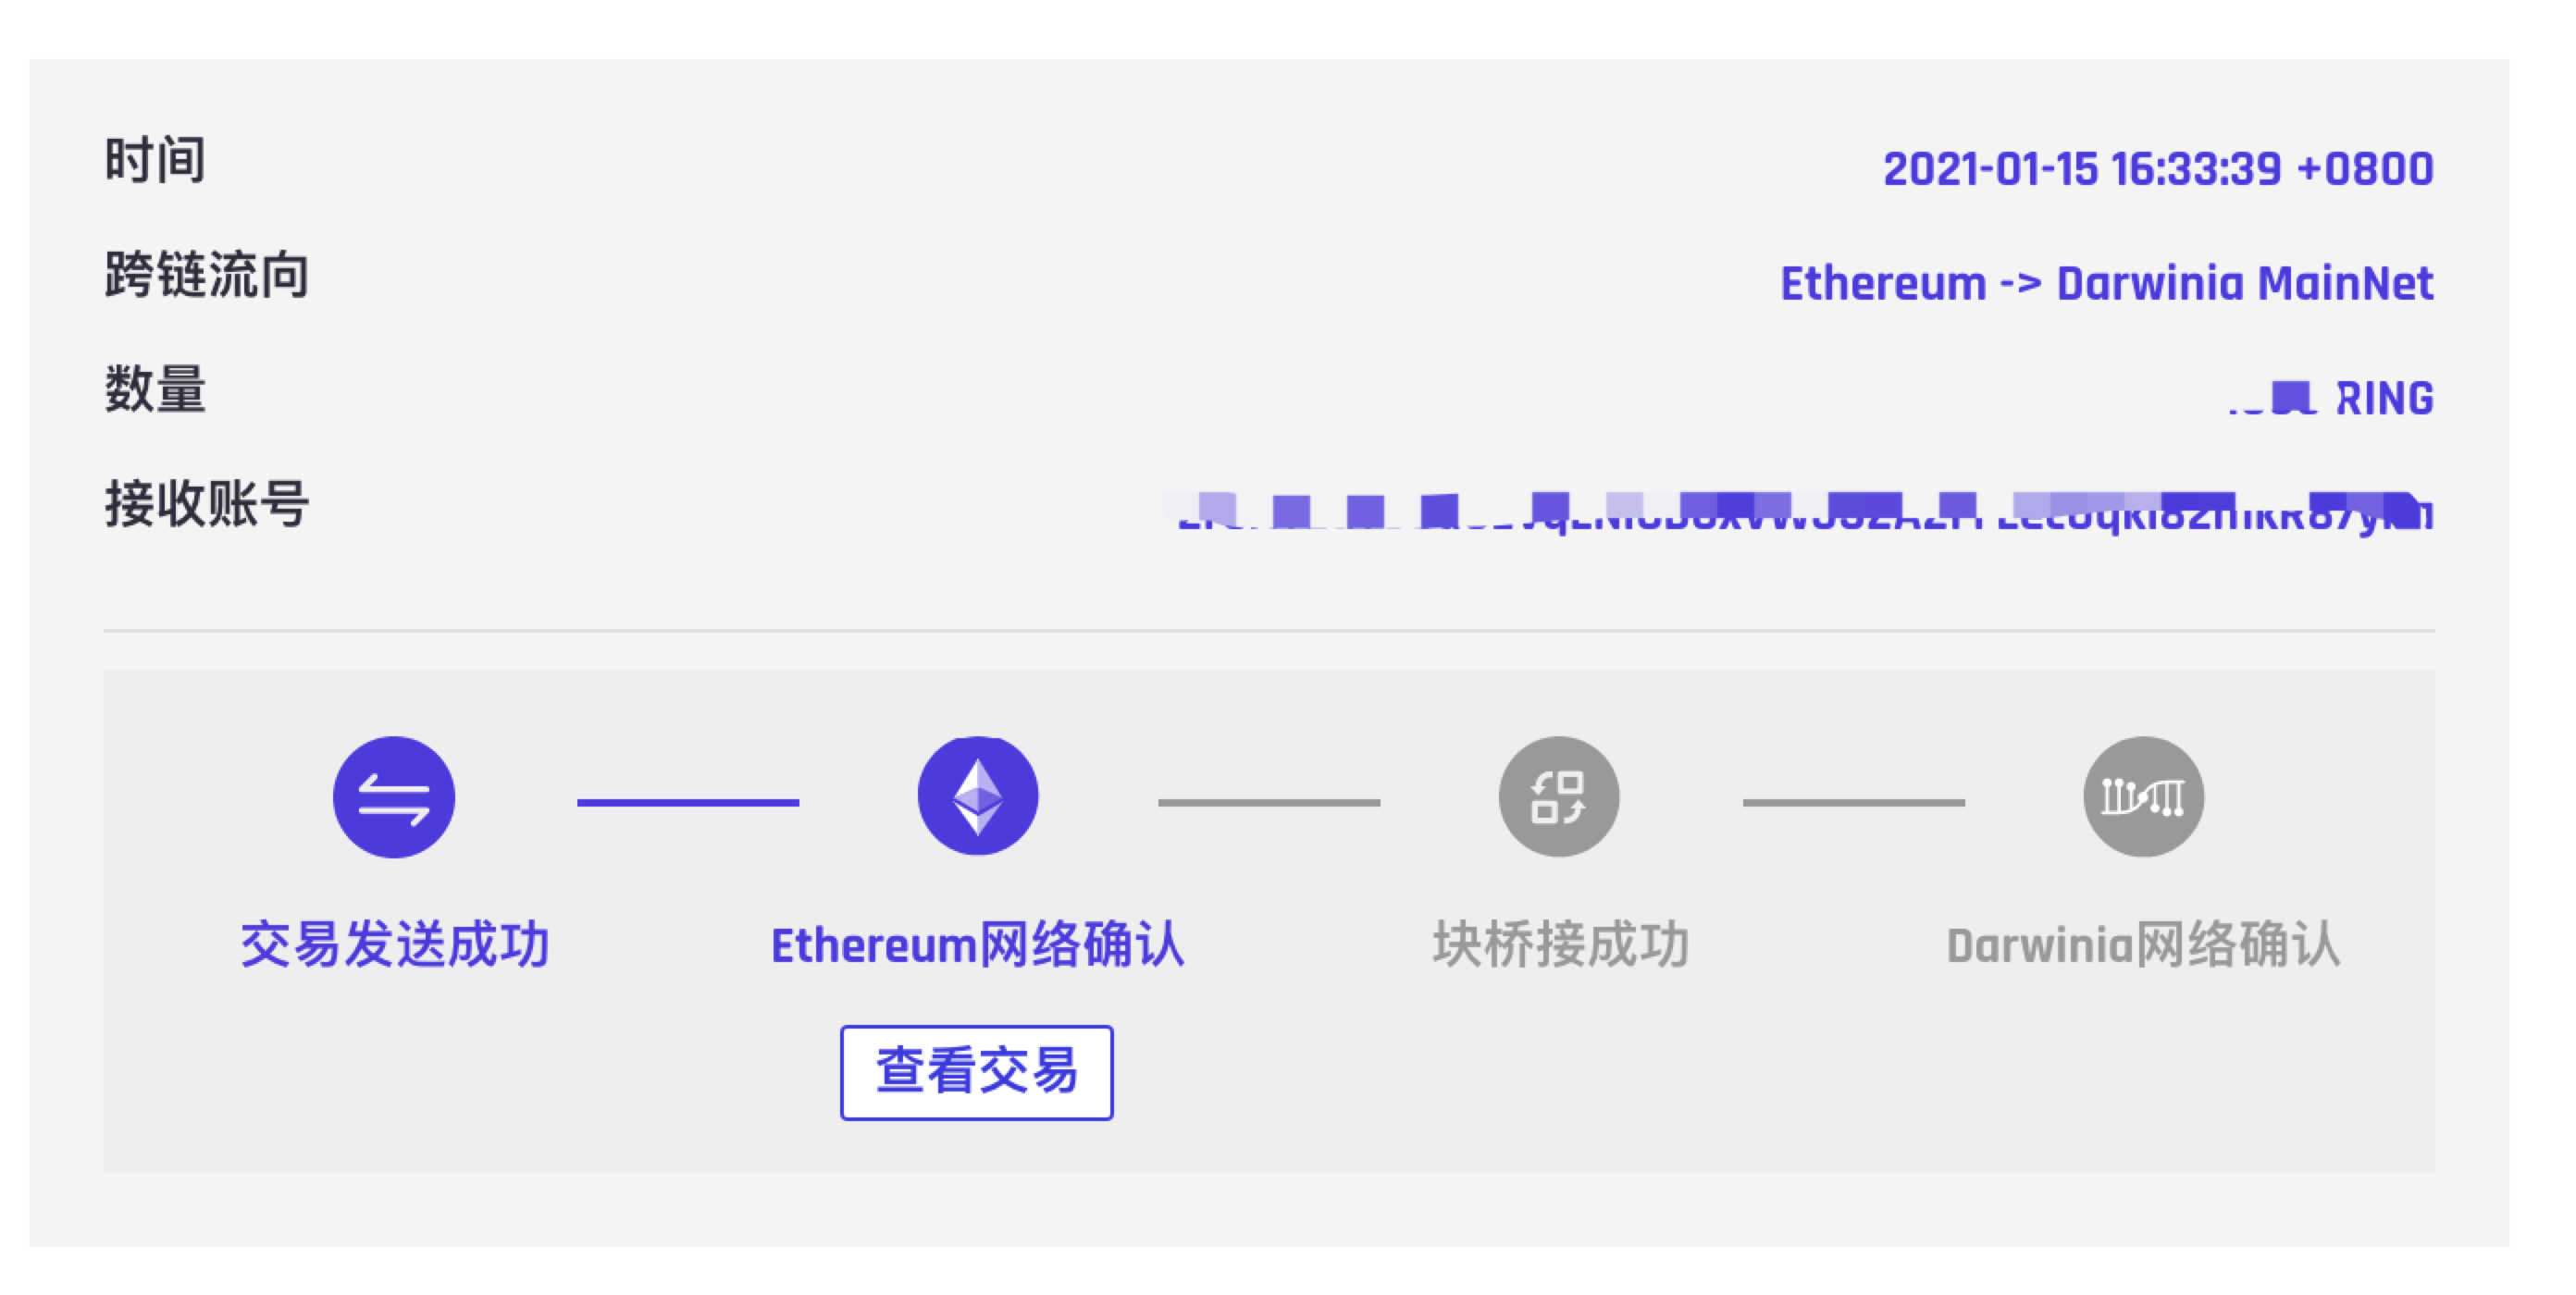 时间
2021-01-15 16:33:39 +0800
跨链流向
Ethereum -> Darwinia MainNet
数量
RING
接收账号
交易发送成功
Ethereum网络确认
块桥接成功
Darwinia网络确认
查看交易